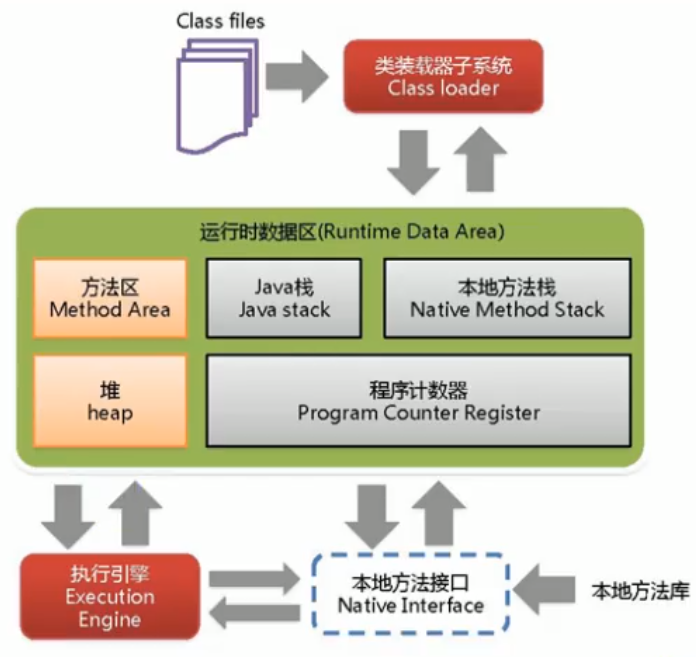 Class files
类装载器子系统
Class loader
运行时数据区(Runtime Data Area)
方法区
Method Area
Java栈
Java stack
本地方法栈
Native Method Stack
堆
heap
程序计数器
Program Counter Register
执行引擎
Execution
Engine
本地方法接口
Native Interface
本地方法库